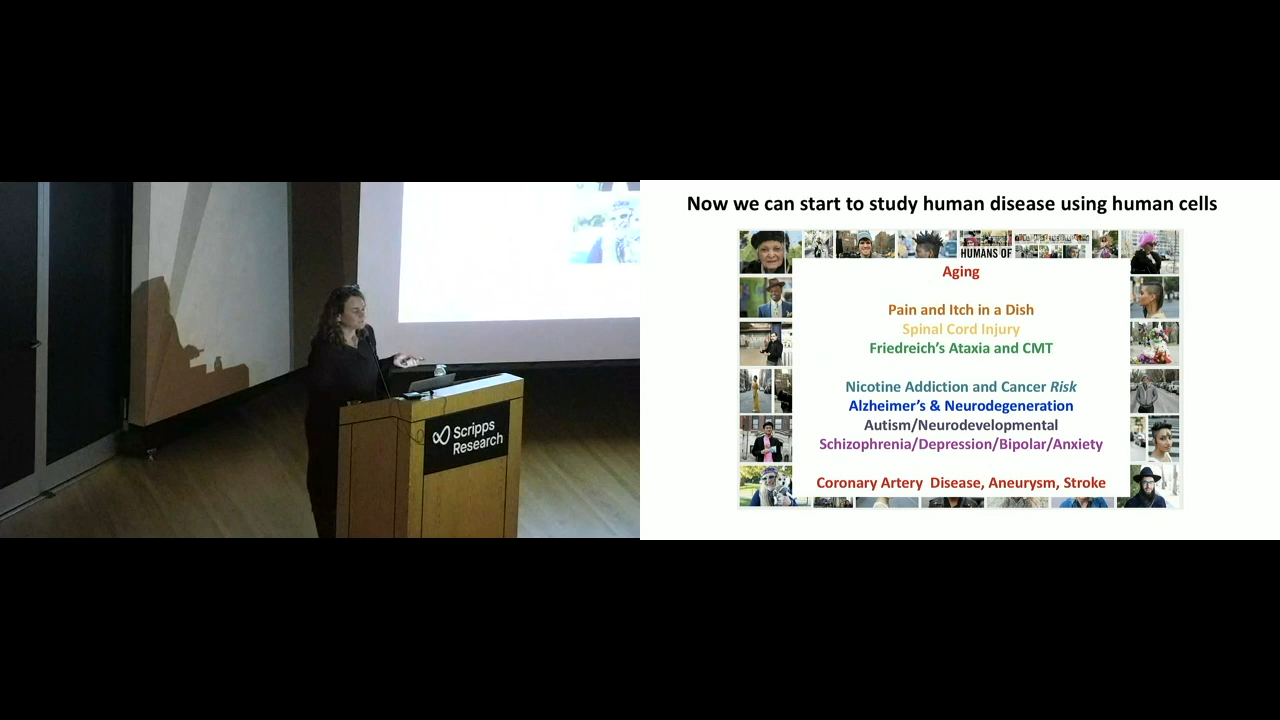 Scripps
Research
Now we can start to study human disease using human cells
HUMANS OF
Aging
Pain and Itch in a Dish
Spinal Cord Injury
Friedreich's Ataxia and CMT
Nicotine Addiction and Cancer Risk
Alzheimer's & Neurodegeneration
Autism/Neurodevelopmental
Schizophrenia/Depression/Bipolar/Anxiety
Coronary Artery  Disease, Aneurysm, Stroke